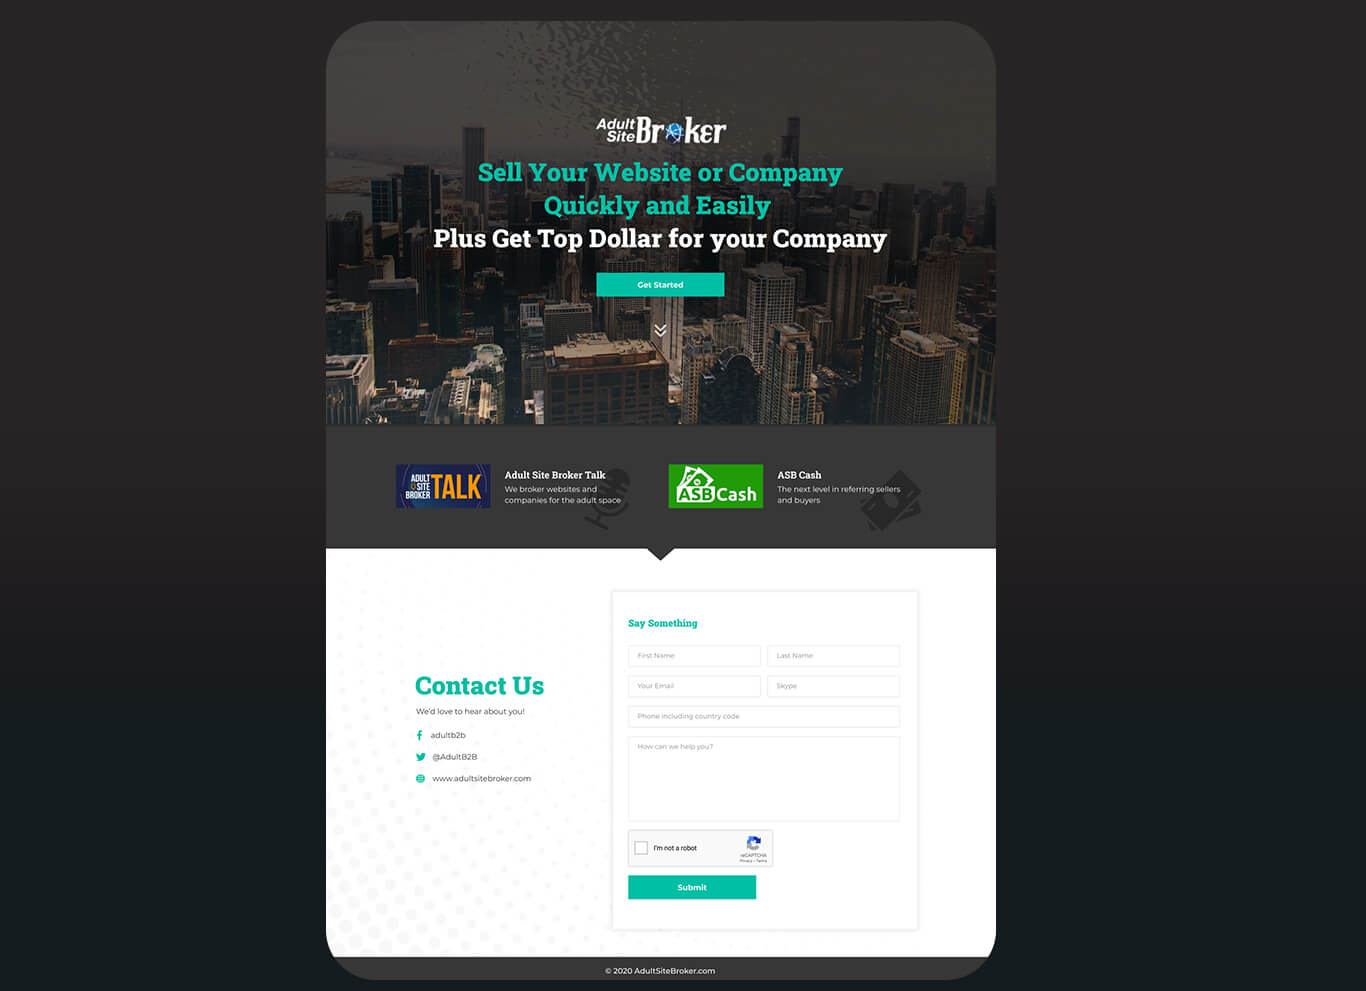 Adult Site Broker
Sell Your Website or Company
Quickly and Easily
Plus Get Top Dollar for your Company
Get Started
ADULT
SITE
BROKER TALK
Adult Site Broker Talk
We broker websites and
companies for the adult space
ASB Cash
ASB Cash
The next level in referring sellers
and buyers
Contact Us
We'd love to hear about you!
adultb2b
@AdultB2B
www.adultsitebroker.com
Say Something
First Name
Last Name
Your Email
Skype
Phone including country code
How can we help you?
I'm not a robot
reCAPTCHA
Privacy - Terms
Submit
© 2020 AdultSiteBroker.com